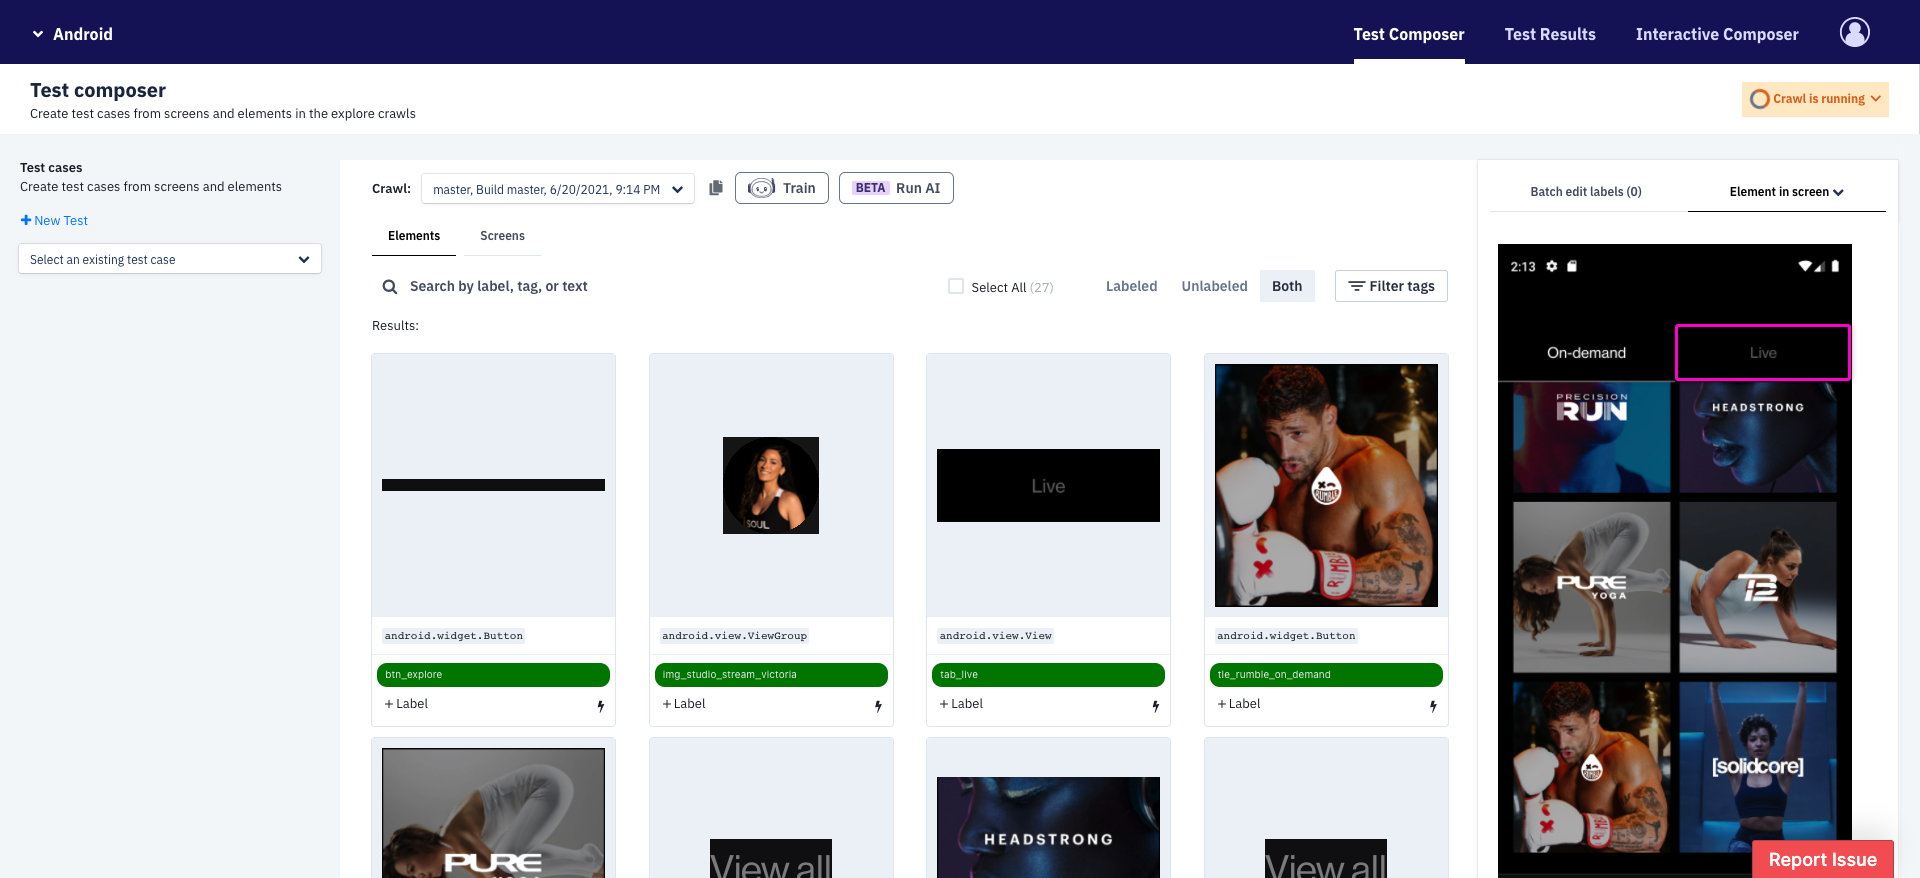 Android
Test Composer
Test Results
Interactive Composer
Test composer
Create test cases from screens and elements in the explore crawls
Crawl is running
Test cases
Create test cases from screens and elements
New Test
Select an existing test case
Crawl:
master, Build master, 6/20/2021, 9:14 PM
Train
BETA Run AI
Elements
Screens
Search by label, tag, or text
Select All (27)
Labeled
Unlabeled
Both
Filter tags
Results:
SOUL
Live
RUMBLE
RUMBL
android.widget.Button
android.view.ViewGroup
android.view.View
android.widget.Button
btn_explore
img_studio_stream_victoria
tab_live
tle_rumble_on_demand
+ Label
+ Label
+ Label
+ Label
PURE
YOGA
View all
HEADSTRONG
View all
Batch edit labels (0)
Element in screen
2:13
On-demand
Live
PRECISION
RUN
HEADSTRONG
PURE
YOGA
[solidcore]
Report Issue